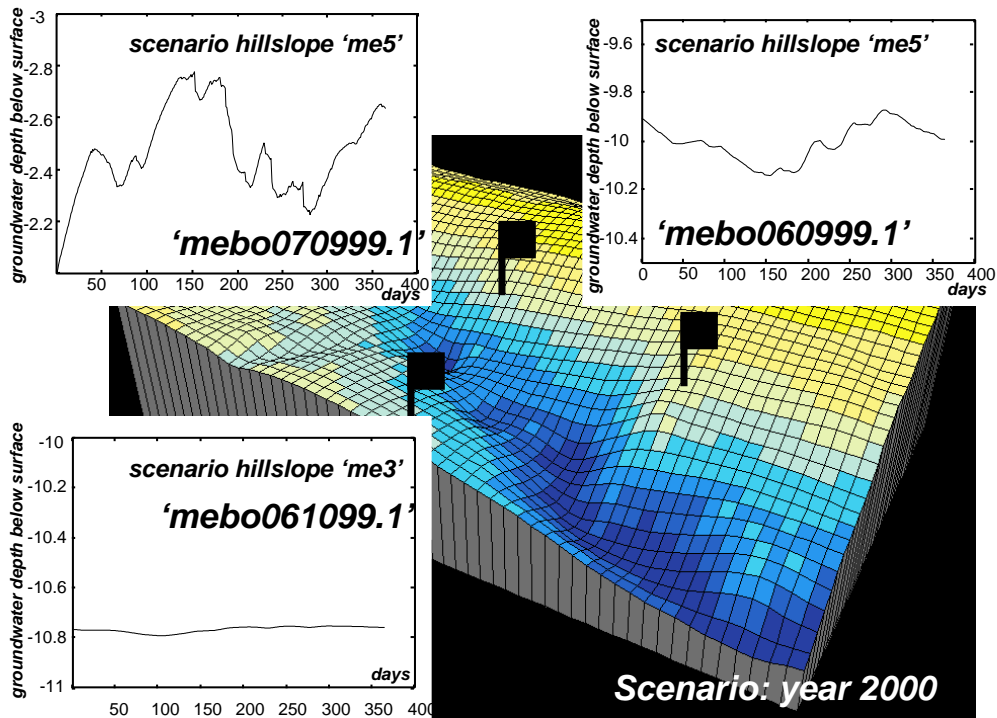 -3
-2.8
-2.6
-2.4
-2.2
groundwater depth below surface
scenario hillslope 'me5'
'mebo070999.1'
50 100 150 200 250 300 350 400
days
-9.6
-9.8
-10
-10.2
-10.4
groundwater depth below surface
scenario hillslope 'me5'
'mebo060999.1'
0 50 100 150 200 250 300 350 400
days
-10
-10.2
-10.4
-10.6
-10.8
-11
groundwater depth below surface
scenario hillslope 'me3'
'mebo061099.1'
days
50 100 150 200 250 300 350 400
Scenario: year 2000